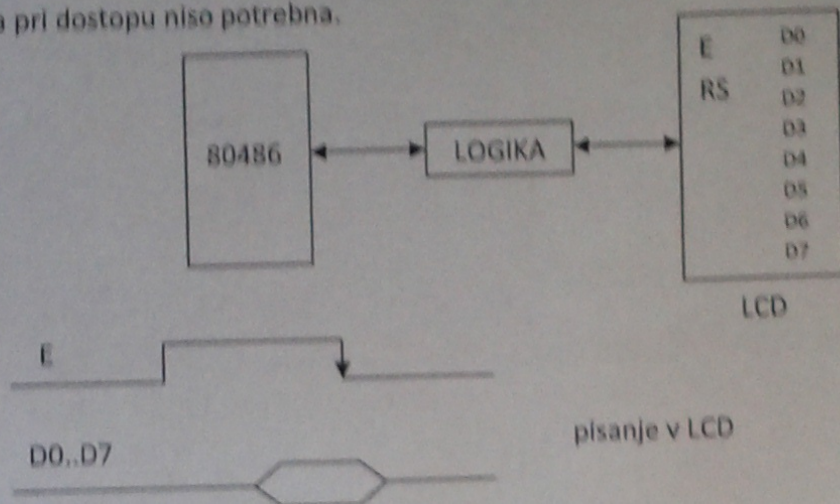 pri dostopu niso potrebna.
80486
LOGIKA
E
RS
D0
D1
D2
D3
D4
D5
D6
D7
LCD
E
D0..D7
pisanje v LCD